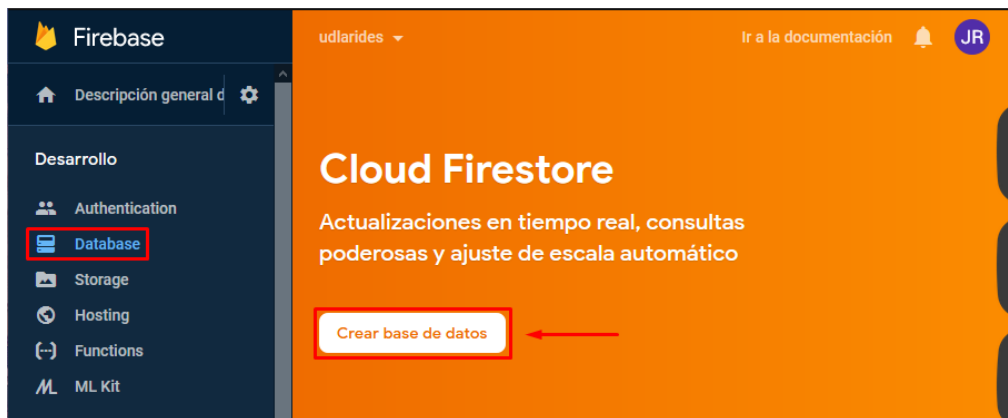 Firebase
udlarides
Ir a la documentación
JR
Descripción general d
Desarrollo
Authentication
Database
Storage
Hosting
Functions
ML Kit
Cloud Firestore
Actualizaciones en tiempo real, consultas
poderosas y ajuste de escala automático
Crear base de datos